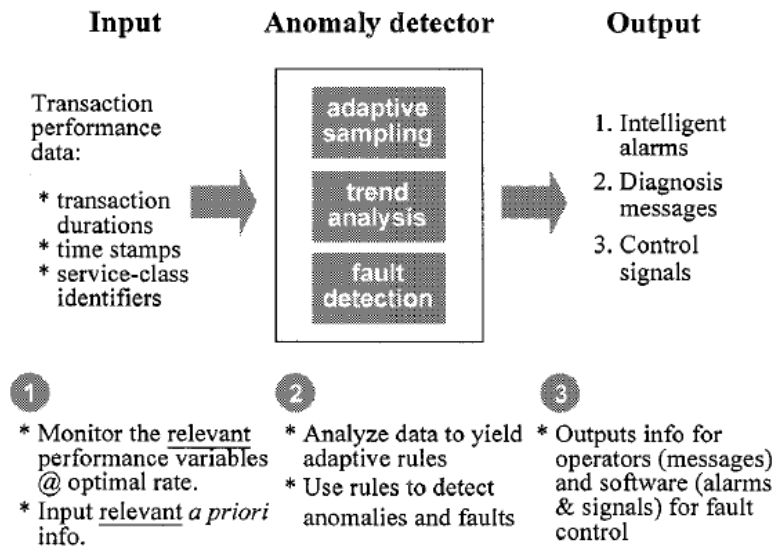 Input
Anomaly detector
Output
Transaction
performance
data:
* transaction
durations
* time stamps
* service-class
identifiers
adaptive
sampling
trend
analysis
fault
detection
1. Intelligent
alarms
2. Diagnosis
messages
3. Control
signals
1
* Monitor the relevant
performance variables
@ optimal rate.
* Input relevant a priori
info.
2
* Analyze data to yield
adaptive rules
* Use rules to detect
anomalies and faults
3
* Outputs info for
operators (messages)
and software (alarms
& signals) for fault
control